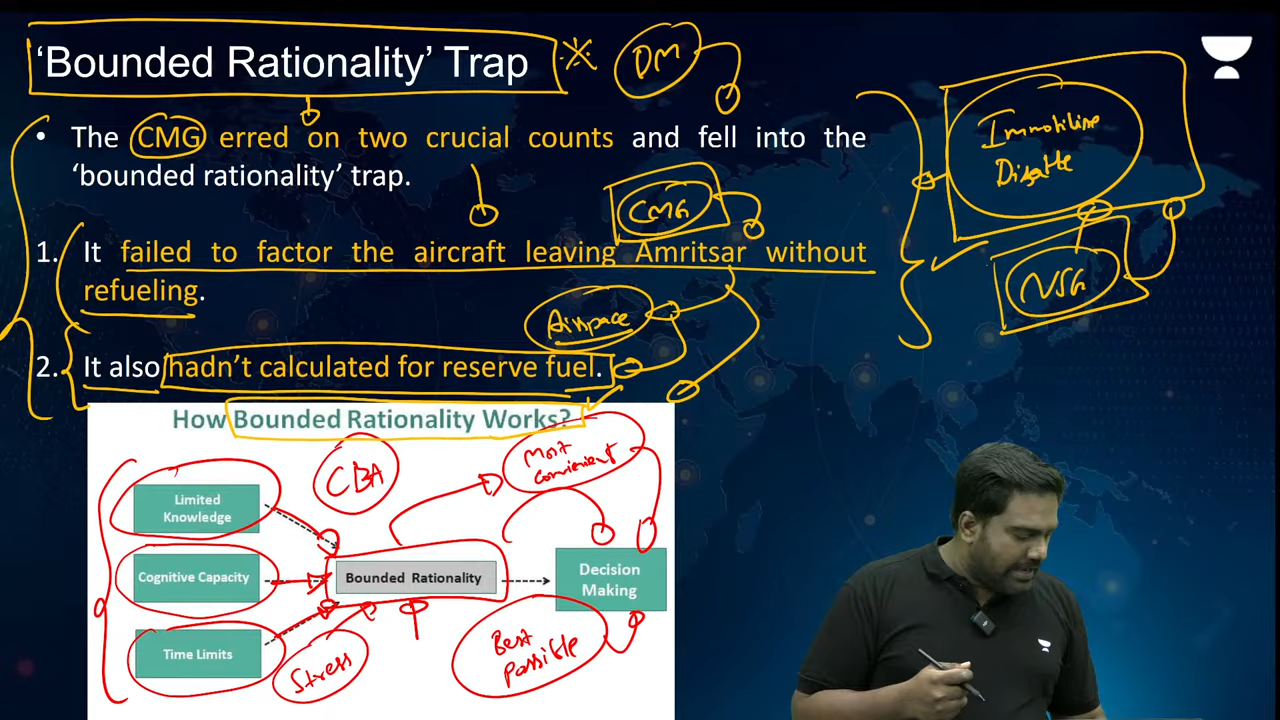 'Bounded Rationality' Trap
DM
• The CMG erred on two crucial counts and fell into the
'bounded rationality' trap.
CMG
1. It failed to factor the aircraft leaving Amritsar without
refueling.
Airspace
2. It also hadn't calculated for reserve fuel.
Disable
NSG
How Bounded Rationality Works?
CBA
Most
Convenient
Limited
Knowledge
Cognitive Capacity
Time Limits
Bounded Rationality
Decision
Making
Stress
Best
Possible